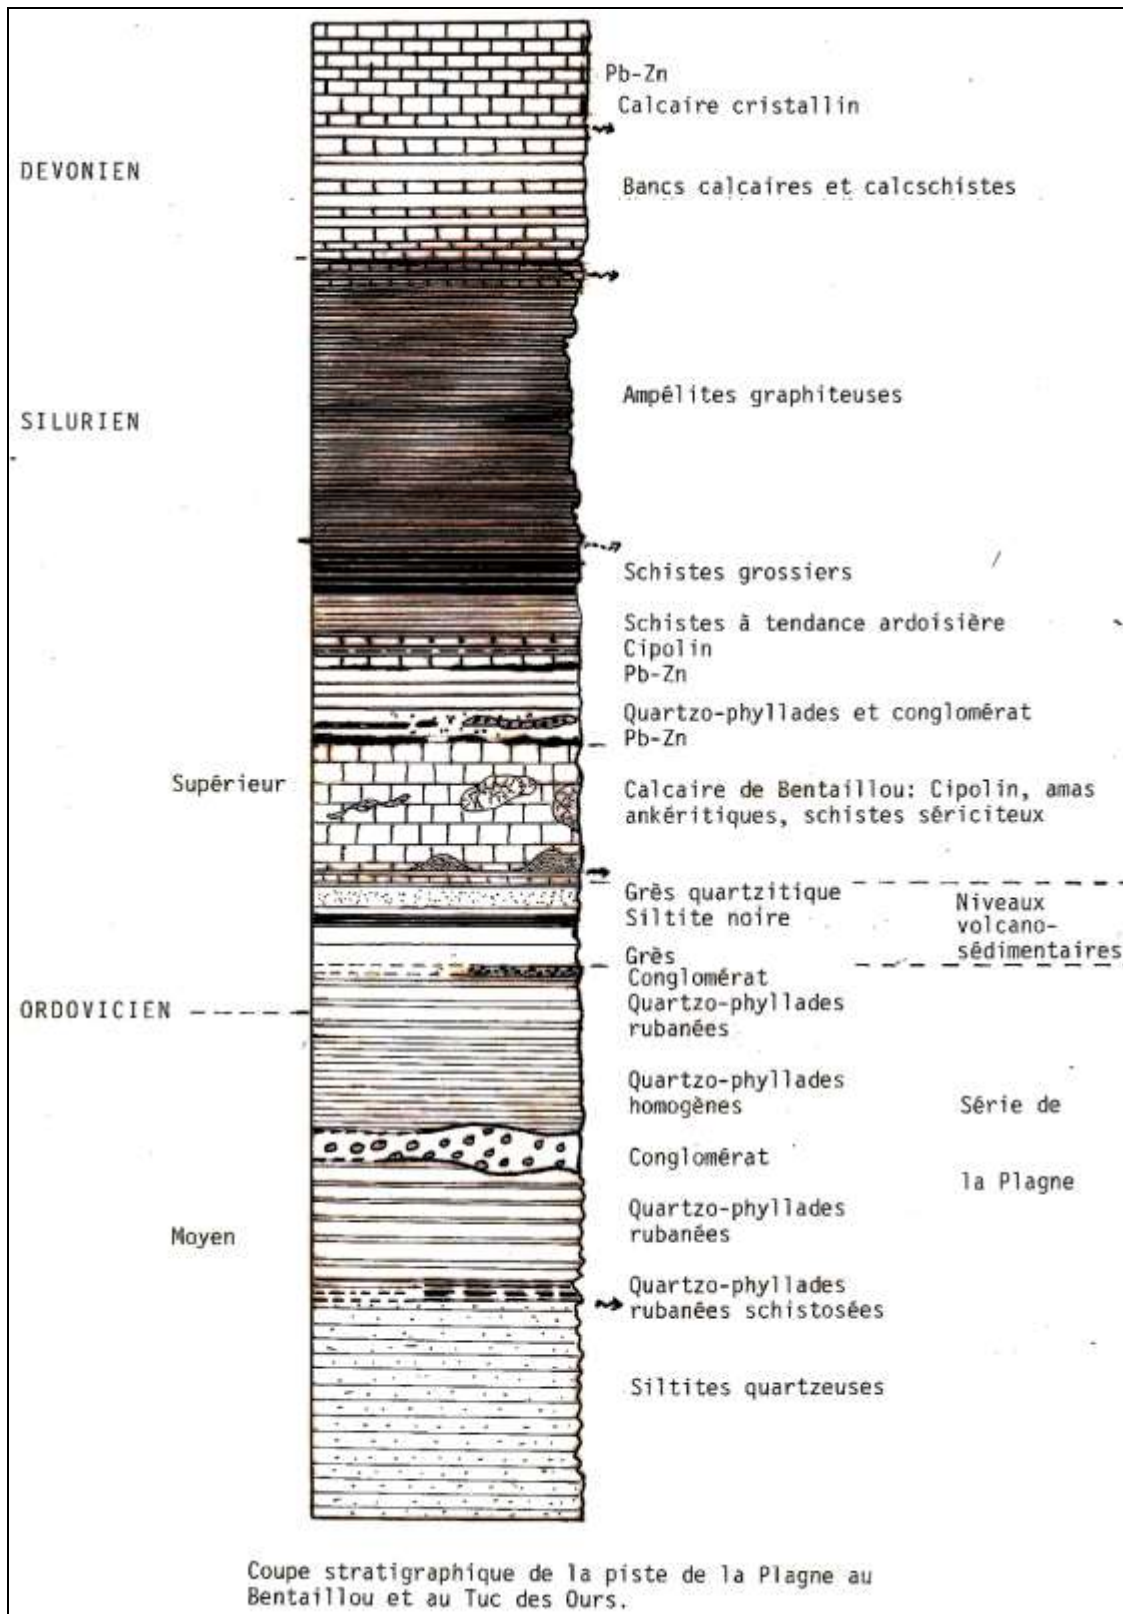 Pb-Zn
Calcaire cristallin
DEVONIEN
Bancs calcaires et calcschistes
Ampélites graphiteuses
SILURIEN
Schistes grossiers
Schistes à tendance ardoisière
Cipolin
Pb-Zn
Quartzo-phyllades et conglomérat
Pb-Zn
Supérieur
Calcaire de Bentaillou: Cipolin, amas
ankéritiques, schistes sériciteux
Grès quartzitique
Siltite noire
Niveaux
volcano-
sédimentaires
Grès
Conglomérat
Quartzo-phyllades
rubanées
ORDOVICIEN
Quartzo-phyllades
homogènes
Série de
Conglomérat
la Plagne
Quartzo-phyllades
rubanées
Moyen
Quartzo-phyllades
rubanées schistosées
Siltites quartzeuses
Coupe stratigraphique de la piste de la Plagne au
Bentaillou et au Tuc des Ours.